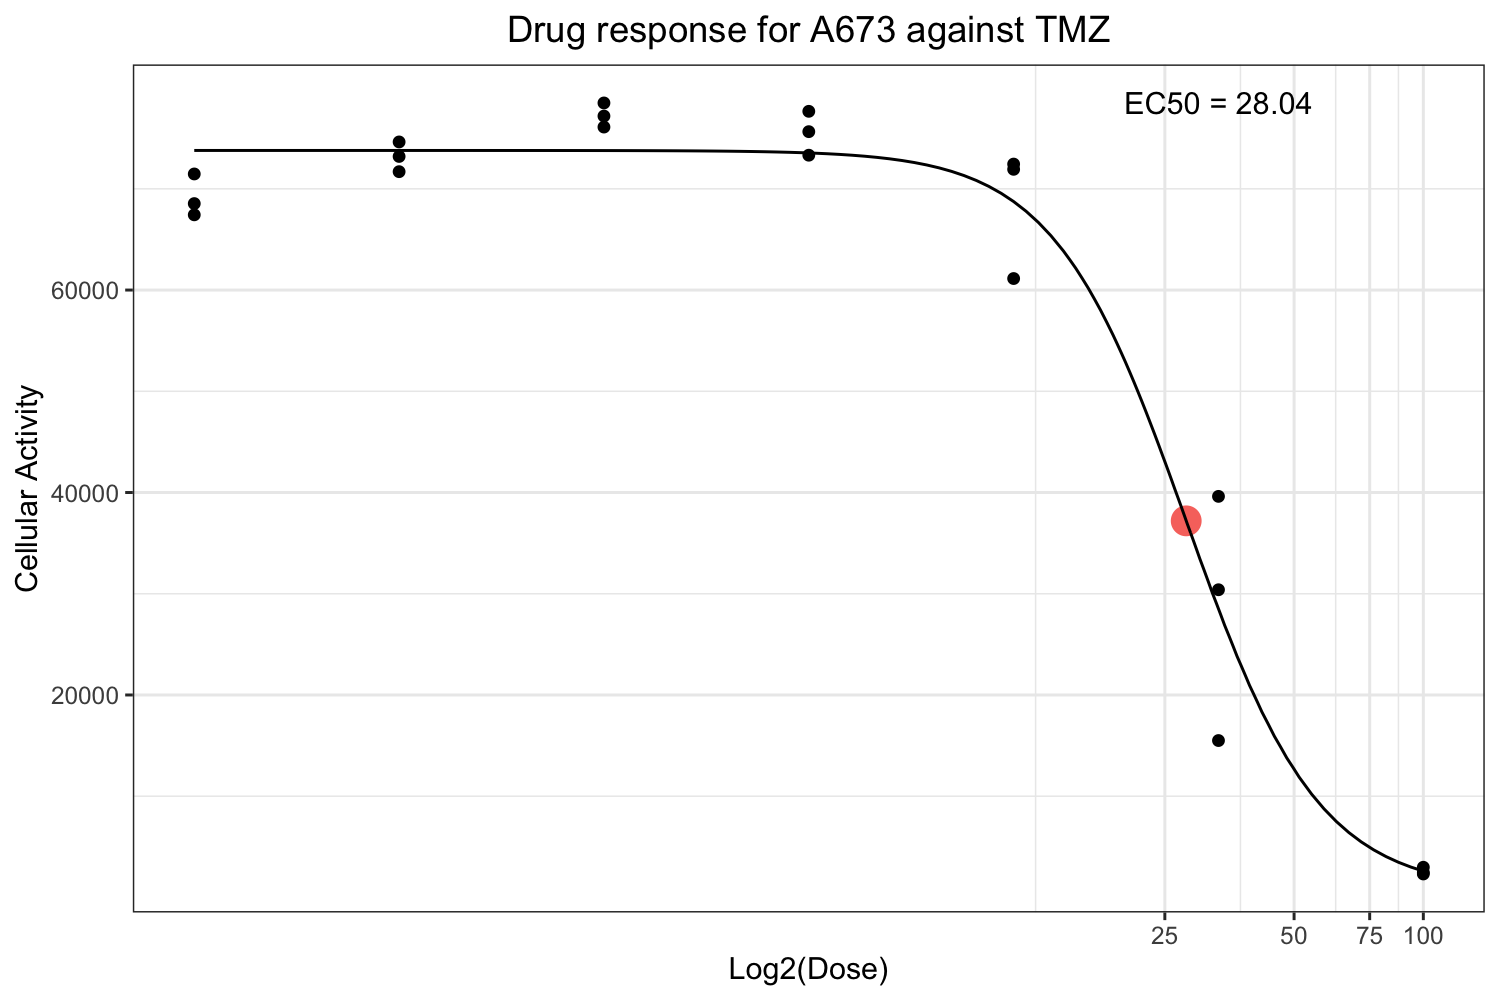 Drug response for A673 against TMZ
EC50 = 28.04
60000
40000
20000
Cellular Activity
25 50 75 100
Log2(Dose)